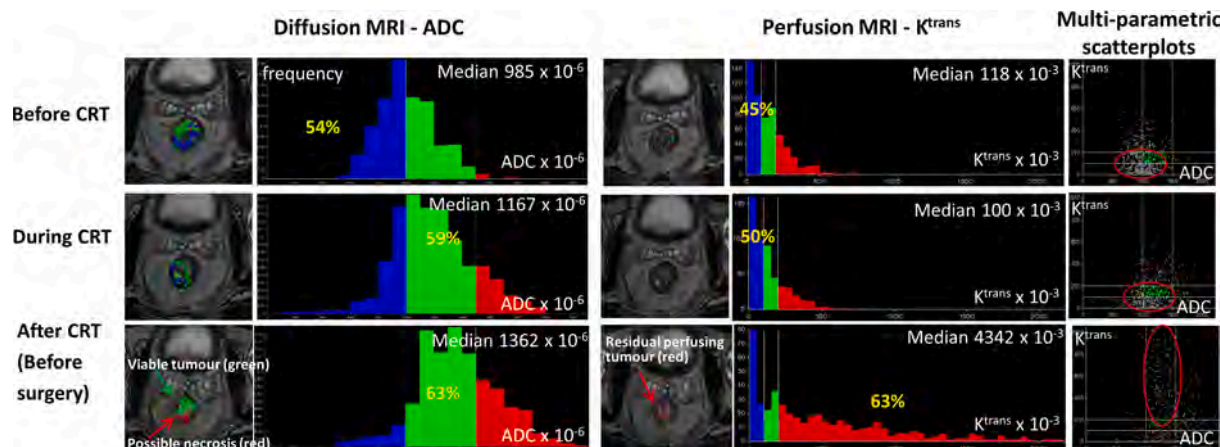 Diffusion MRI - ADC
Perfusion MRI - Kᵗʳᵃⁿˢ
Multi-parametric
scatterplots
Before CRT
frequency
Median 985 x 10⁻⁶
54%
ADC x 10⁻⁶
Median 118 x 10⁻³
45%
Kᵗʳᵃⁿˢ x 10⁻³
Kᵗʳᵃⁿˢ
ADC
During CRT
Median 1167 x 10⁻⁶
59%
ADC x 10⁻⁶
Median 100 x 10⁻³
50%
Kᵗʳᵃⁿˢ x 10⁻³
Kᵗʳᵃⁿˢ
ADC
After CRT
(Before
surgery)
Viable tumour (green)
Possible necrosis (red)
Median 1362 x 10⁻⁶
63%
ADC x 10⁻⁶
Residual perfusing
tumour (red)
Median 4342 x 10⁻³
63%
Kᵗʳᵃⁿˢ x 10⁻³
Kᵗʳᵃⁿˢ
ADC